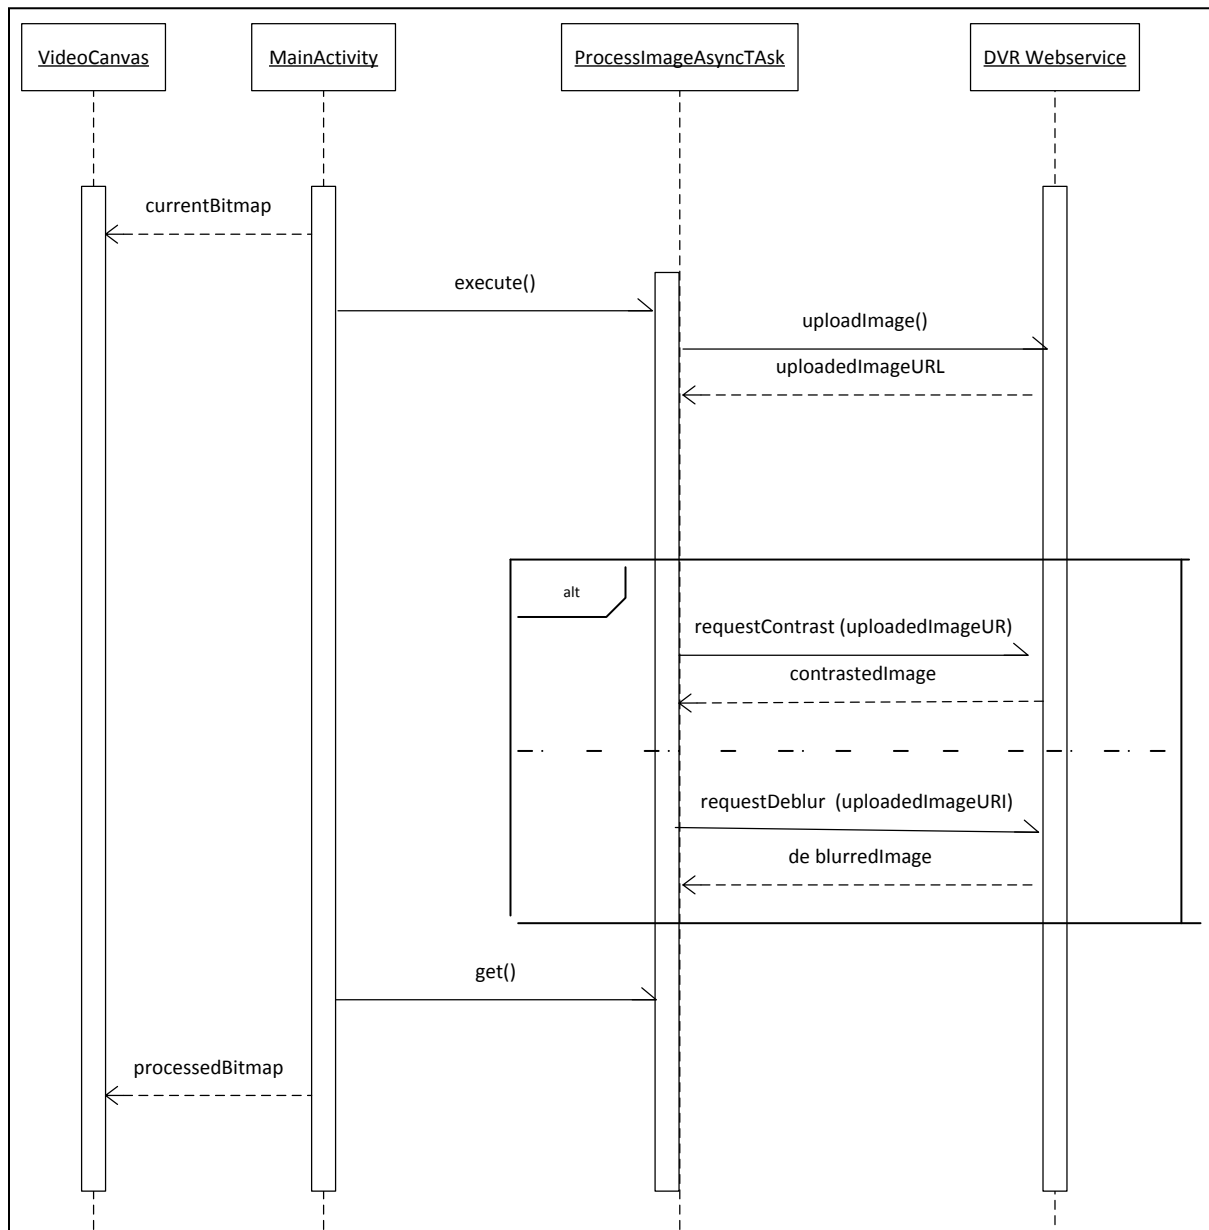 VideoCanvas
MainActivity
ProcessImageAsyncTAsk
DVR Webservice
currentBitmap
execute()
uploadImage()
uploadedImageURL
alt
requestContrast (uploadedImageUR)
contrastedImage
requestDeblur (uploadedImageURI)
de blurredImage
get()
processedBitmap